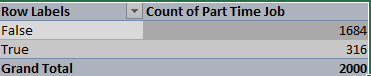 Row Labels Count of Part Time Job
False 1684
True 316
Grand Total 2000